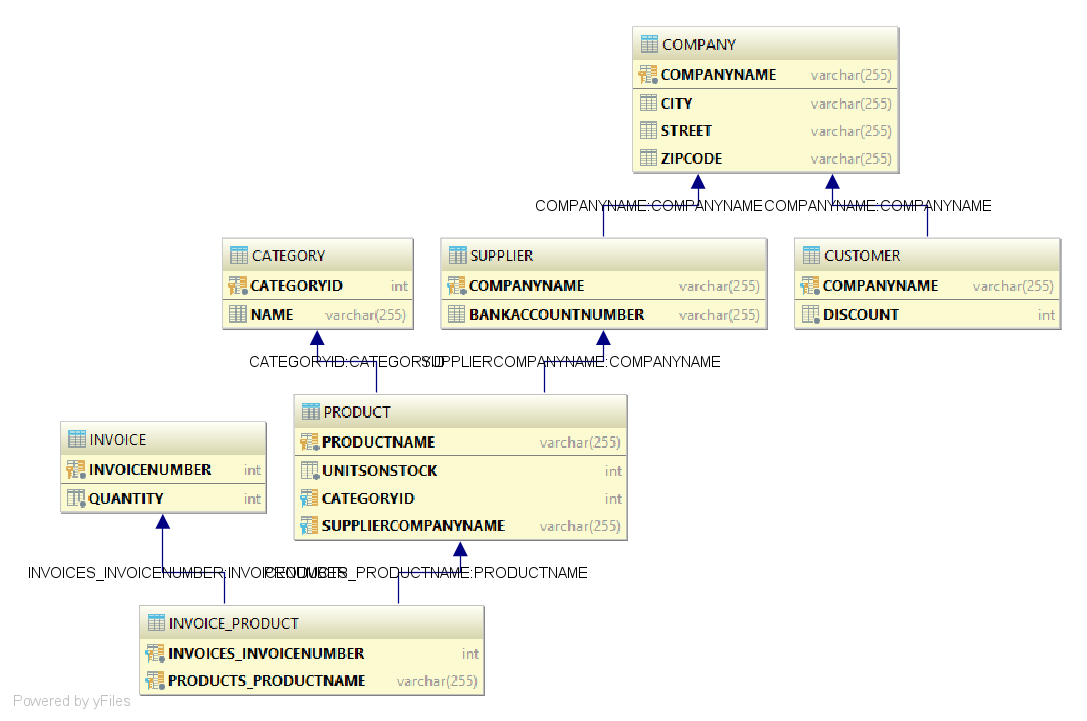 COMPANY
COMPANYNAME varchar(255)
CITY varchar(255)
STREET varchar(255)
ZIPCODE varchar(255)
COMPANYNAME:COMPANYNAME COMPANYNAME:COMPANYNAME
CATEGORY
CATEGORYID int
NAME varchar(255)
SUPPLIER
COMPANYNAME varchar(255)
BANKACCOUNTNUMBER varchar(255)
CUSTOMER
COMPANYNAME varchar(255)
DISCOUNT int
CATEGORYID:CATEGORYID SUPPLIERCOMPANYNAME:COMPANYNAME
INVOICE
INVOICENUMBER int
QUANTITY int
PRODUCT
PRODUCTNAME varchar(255)
UNITSONSTOCK int
CATEGORYID int
SUPPLIERCOMPANYNAME varchar(255)
INVOICES_INVOICENUMBER:INVOICENUMBER PRODUCTS_PRODUCTNAME:PRODUCTNAME
INVOICE_PRODUCT
INVOICES_INVOICENUMBER int
PRODUCTS_PRODUCTNAME varchar(255)
Powered by yFiles